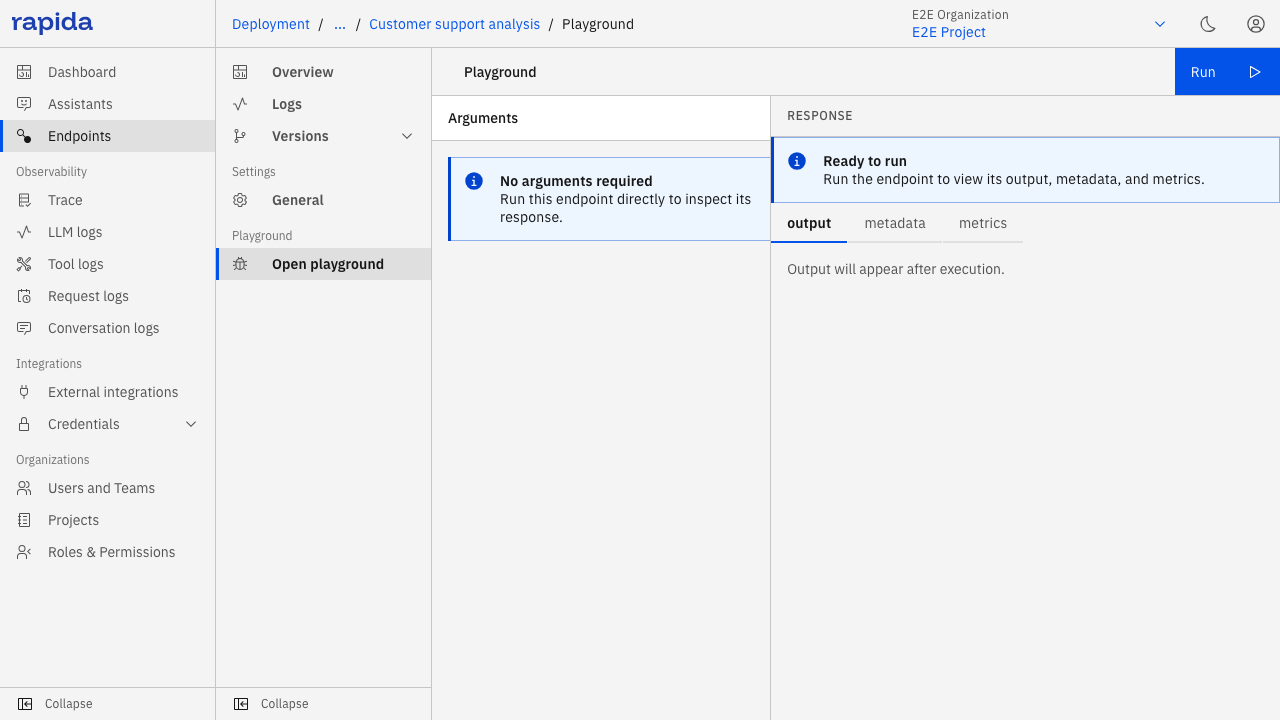 rapida
Deployment / ... / Customer support analysis / Playground
E2E Organization
E2E Project
Dashboard
Assistants
Endpoints
Observability
Trace
LLM logs
Tool logs
Request logs
Conversation logs
Integrations
External integrations
Credentials
Organizations
Users and Teams
Projects
Roles & Permissions
Collapse
Overview
Logs
Versions
Settings
General
Playground
Open playground
Collapse
Playground
Run
Arguments
No arguments required
Run this endpoint directly to inspect its
response.
RESPONSE
Ready to run
Run the endpoint to view its output, metadata, and metrics.
output metadata metrics
Output will appear after execution.